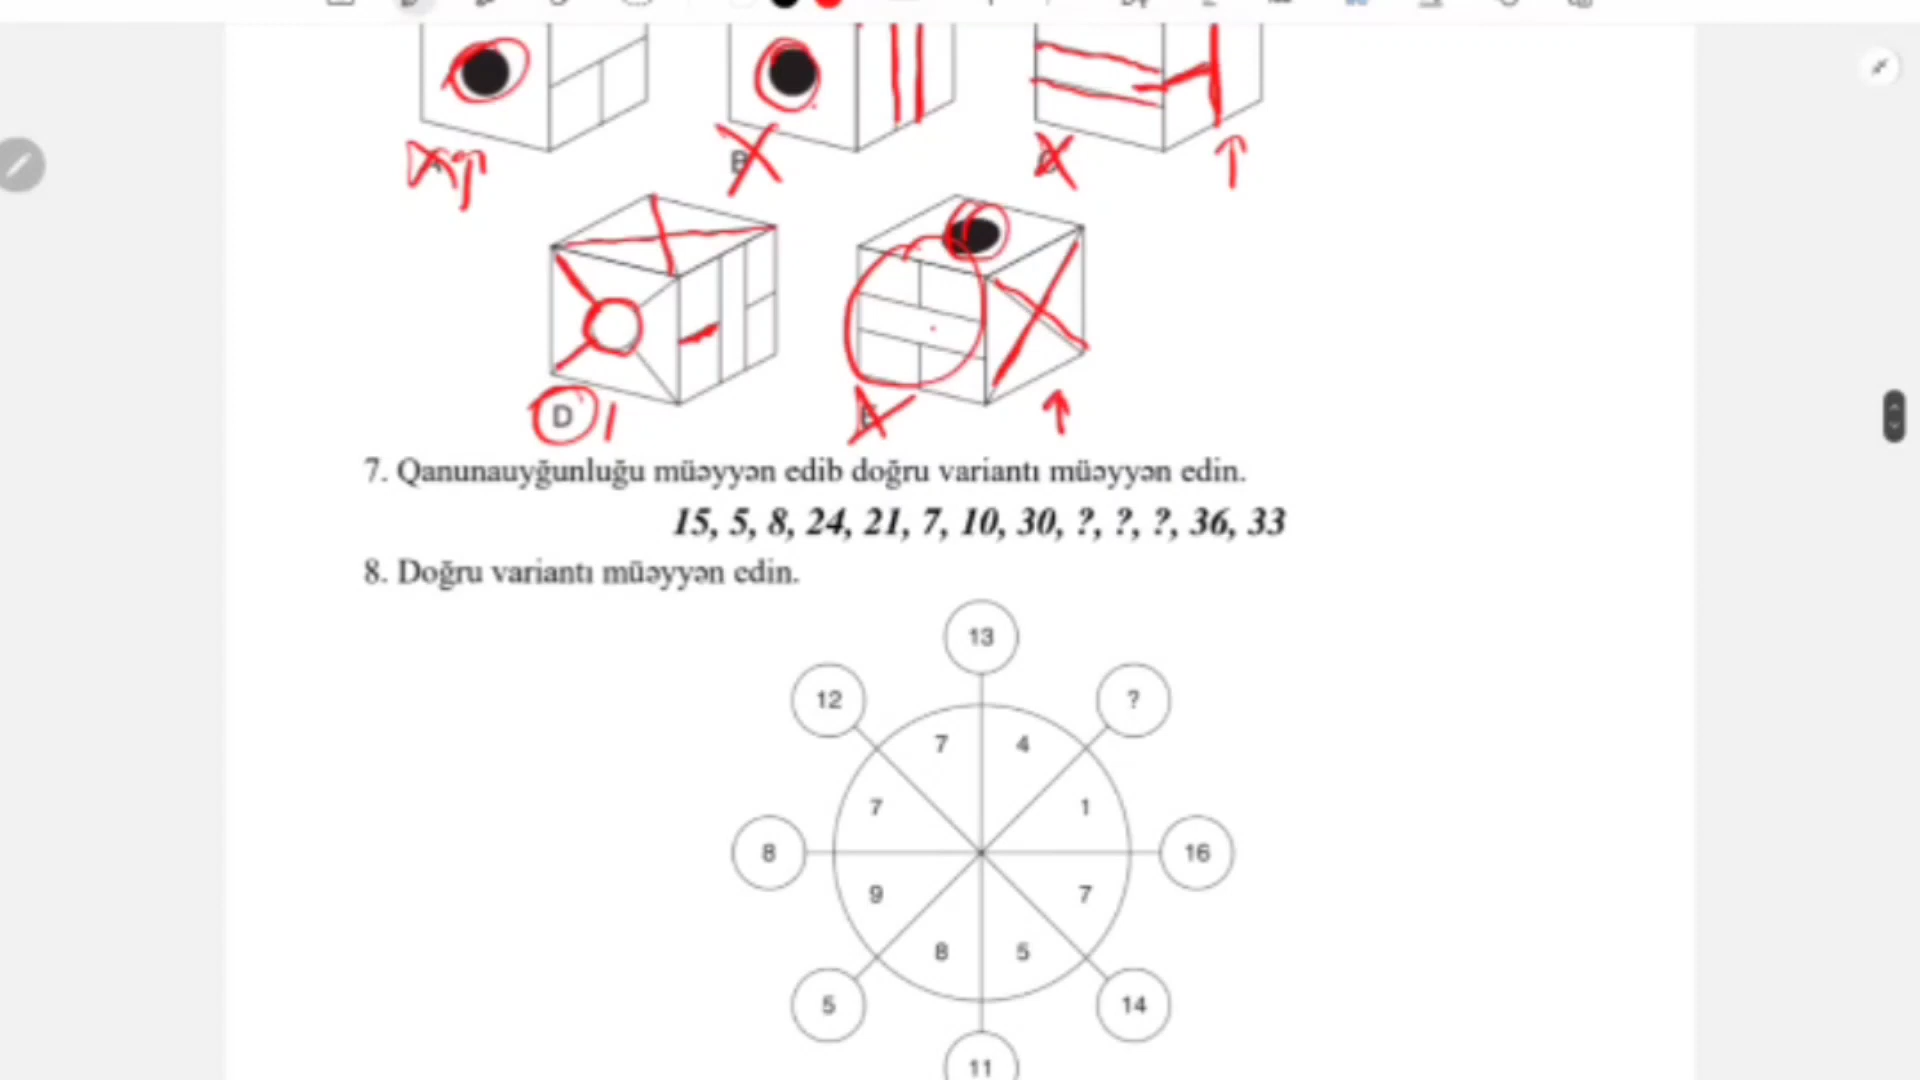 B
D
E
7. Qanunauyğunluğu müəyyən edib doğru variantı müəyyən edin.
15, 5, 8, 24, 21, 7, 10, 30, ?, ?, ?, 36, 33
8. Doğru variantı müəyyən edin.
13
12
?
7
4
7
1
8
16
9
7
8
5
5
14
11